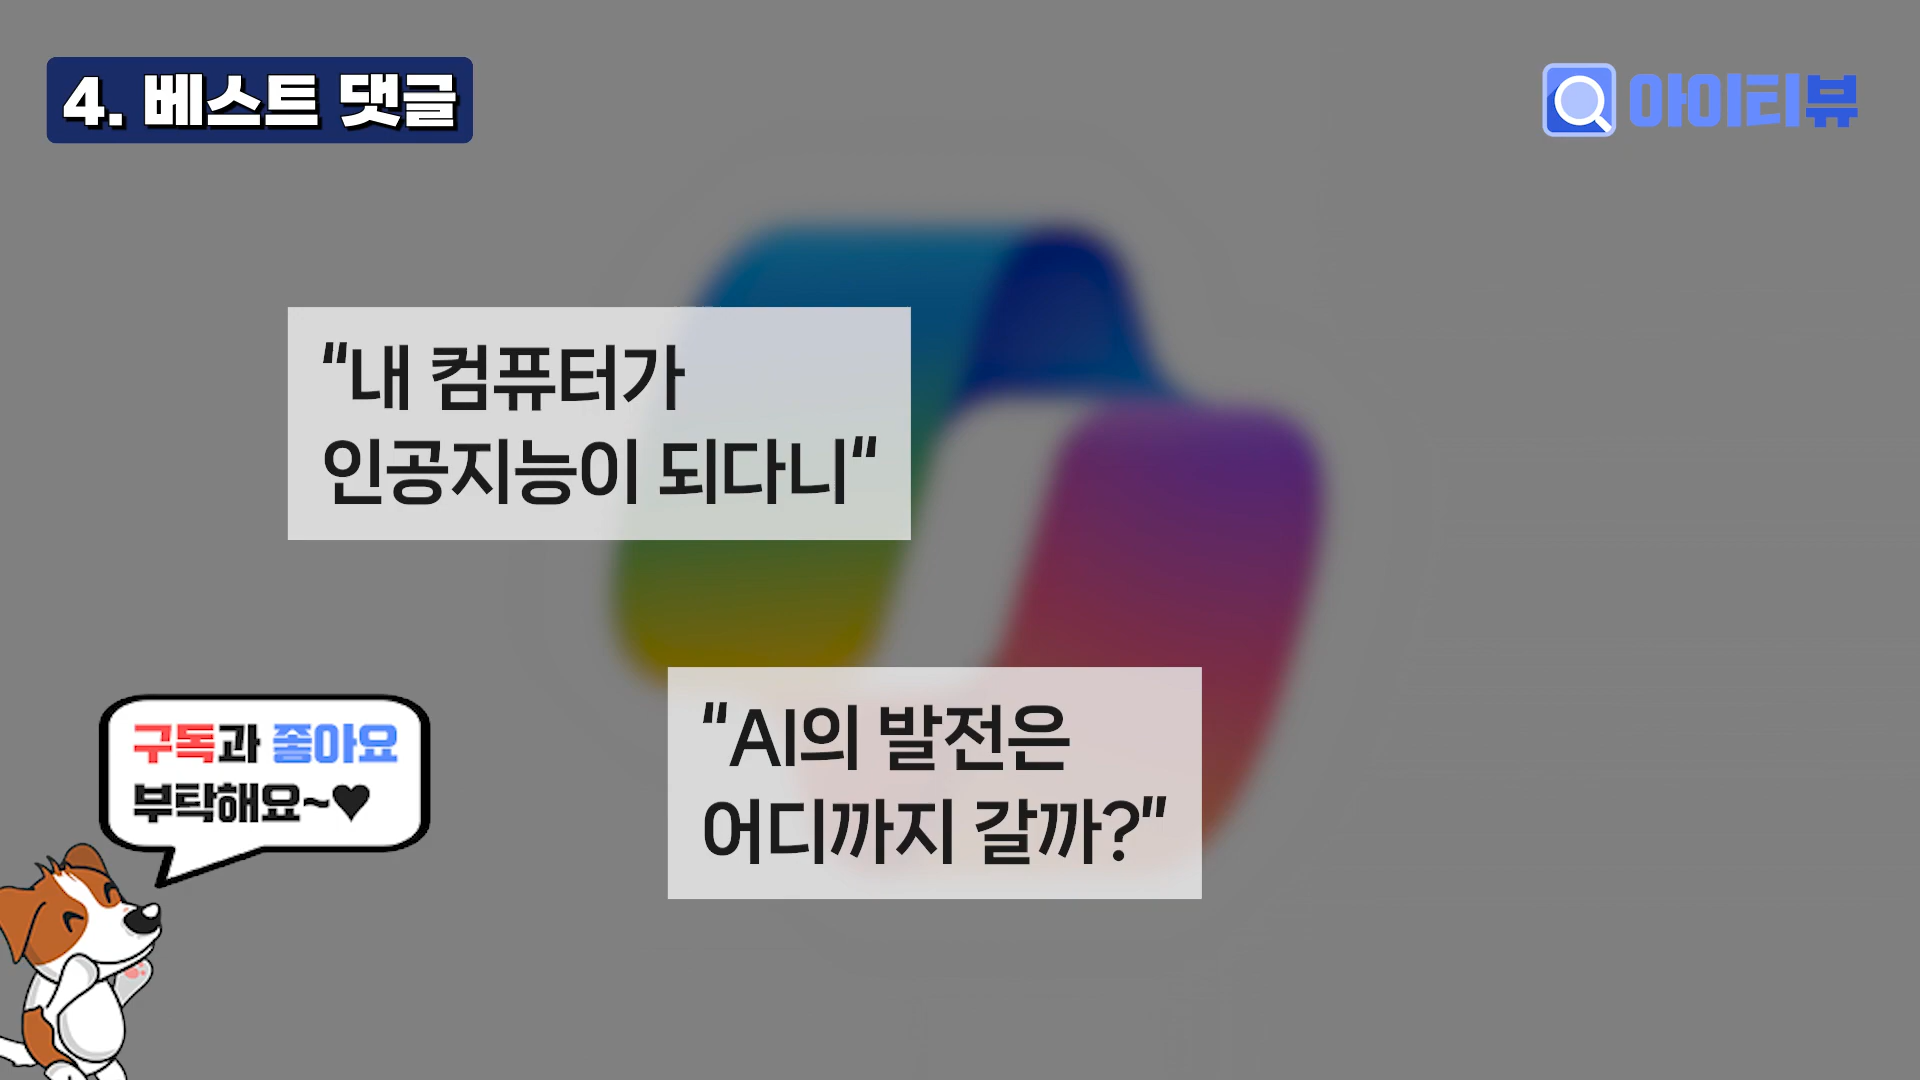 4. 베스트 댓글
아이티뷰
"내 컴퓨터가
인공지능이 되다니"
"AI의 발전은
어디까지 갈까?"
구독과 좋아요
부탁해요~♥